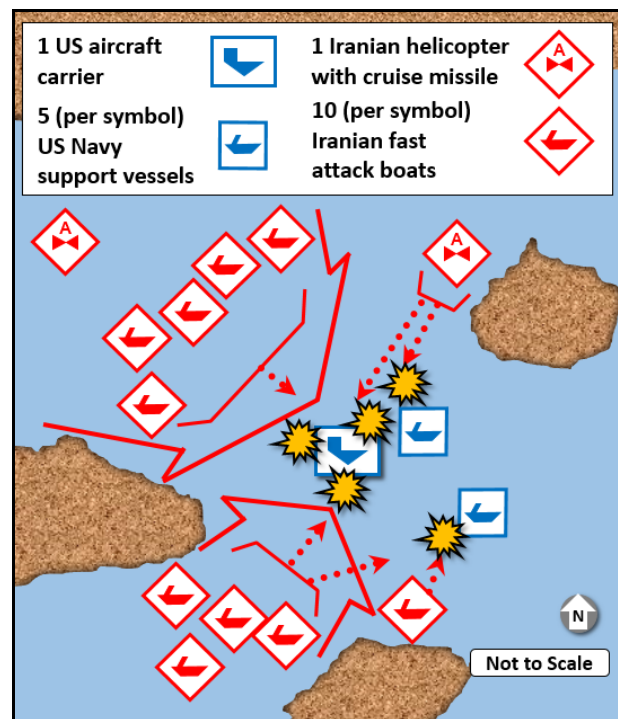 1 US aircraft
carrier
1 Iranian helicopter
with cruise missile
5 (per symbol)
US Navy
support vessels
10 (per symbol)
Iranian fast
attack boats
A
A
A
N
Not to Scale